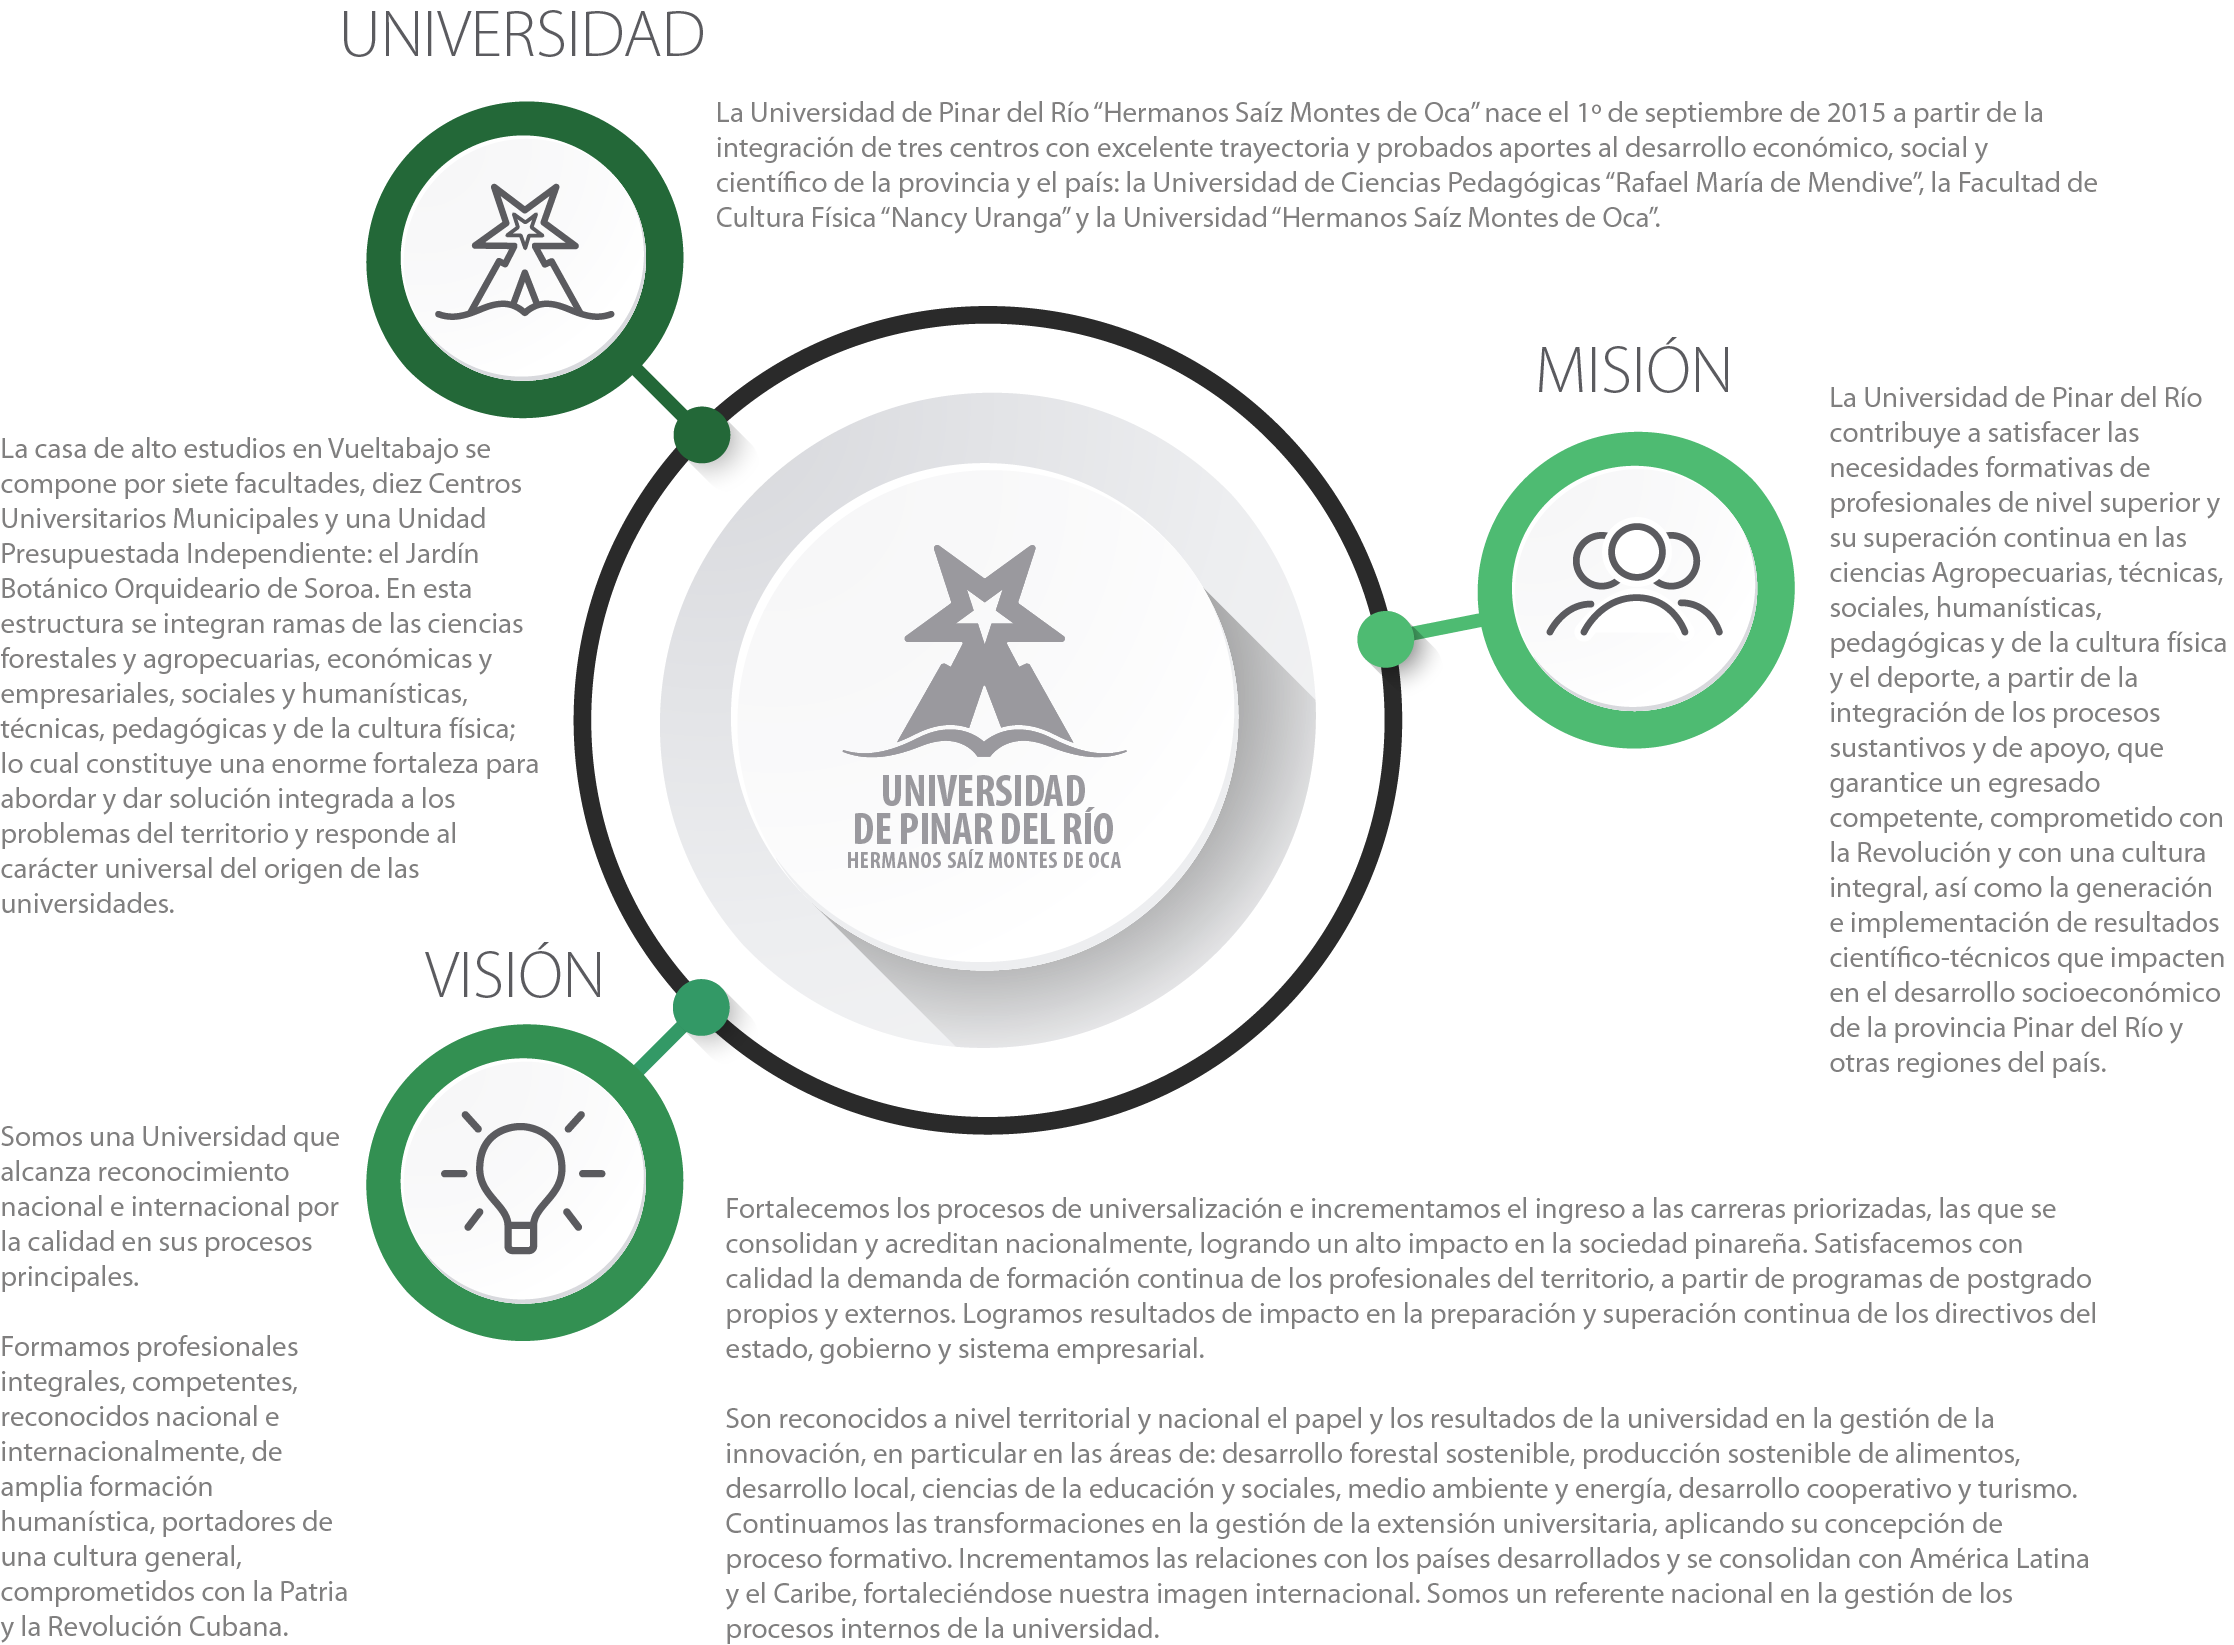 UNIVERSIDAD
La Universidad de Pinar del Río “Hermanos Saíz Montes de Oca” nace el 1º de septiembre de 2015 a partir de la
integración de tres centros con excelente trayectoria y probados aportes al desarrollo económico, social y
científico de la provincia y el país: la Universidad de Ciencias Pedagógicas “Rafael María de Mendive”, la Facultad de
Cultura Física “Nancy Uranga” y la Universidad “Hermanos Saíz Montes de Oca”.
La casa de alto estudios en Vueltabajo se
compone por siete facultades, diez Centros
Universitarios Municipales y una Unidad
Presupuestada Independiente: el Jardín
Botánico Orquideario de Soroa. En esta
estructura se integran ramas de las ciencias
forestales y agropecuarias, económicas y
empresariales, sociales y humanísticas,
técnicas, pedagógicas y de la cultura física;
lo cual constituye una enorme fortaleza para
abordar y dar solución integrada a los
problemas del territorio y responde al
carácter universal del origen de las
universidades.
UNIVERSIDAD
DE PINAR DEL RÍO
HERMANOS SAÍZ MONTES DE OCA
MISIÓN
La Universidad de Pinar del Río
contribuye a satisfacer las
necesidades formativas de
profesionales de nivel superior y
su superación continua en las
ciencias Agropecuarias, técnicas,
sociales, humanísticas,
pedagógicas y de la cultura física
y el deporte, a partir de la
integración de los procesos
sustantivos y de apoyo, que
garantice un egresado
competente, comprometido con
la Revolución y con una cultura
integral, así como la generación
e implementación de resultados
científico-técnicos que impacten
en el desarrollo socioeconómico
de la provincia Pinar del Río y
otras regiones del país.
VISIÓN
Somos una Universidad que
alcanza reconocimiento
nacional e internacional por
la calidad en sus procesos
principales.
Formamos profesionales
integrales, competentes,
reconocidos nacional e
internacionalmente, de
amplia formación
humanística, portadores de
una cultura general,
comprometidos con la Patria
y la Revolución Cubana.
Fortalecemos los procesos de universalización e incrementamos el ingreso a las carreras priorizadas, las que se
consolidan y acreditan nacionalmente, logrando un alto impacto en la sociedad pinareña. Satisfacemos con
calidad la demanda de formación continua de los profesionales del territorio, a partir de programas de postgrado
propios y externos. Logramos resultados de impacto en la preparación y superación continua de los directivos del
estado, gobierno y sistema empresarial.
Son reconocidos a nivel territorial y nacional el papel y los resultados de la universidad en la gestión de la
innovación, en particular en las áreas de: desarrollo forestal sostenible, producción sostenible de alimentos,
desarrollo local, ciencias de la educación y sociales, medio ambiente y energía, desarrollo cooperativo y turismo.
Continuamos las transformaciones en la gestión de la extensión universitaria, aplicando su concepción de
proceso formativo. Incrementamos las relaciones con los países desarrollados y se consolidan con América Latina
y el Caribe, fortaleciéndose nuestra imagen internacional. Somos un referente nacional en la gestión de los
procesos internos de la universidad.